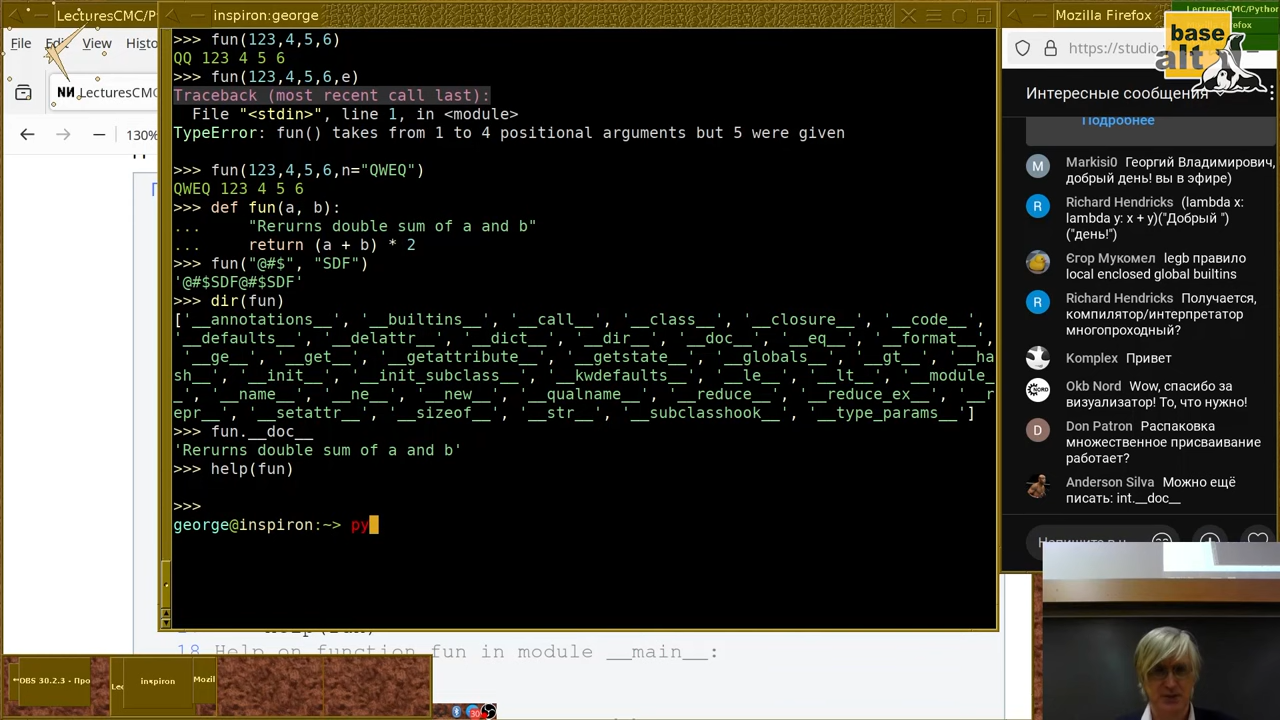 LecturesCMC/Py
inspiron:george
Mozilla Firefox
LecturesCMC/Python
File Edit View Histo
LecturesCMC
130%
>>> fun(123,4,5,6)
QQ 123 4 5 6
>>> fun(123,4,5,6,e)
Traceback (most recent call last):
File "<stdin>", line 1, in <module>
TypeError: fun() takes from 1 to 4 positional arguments but 5 were given
>>> fun(123,4,5,6,n="QWEQ")
QWEQ 123 4 5 6
>>> def fun(a, b):
...     "Rerurns double sum of a and b"
...     return (a + b) * 2
>>> fun("@#$", "SDF")
'@#$SDF@#$SDF'
>>> dir(fun)
['__annotations__', '__builtins__', '__call__', '__class__', '__closure__', '__code__',
'__defaults__', '__delattr__', '__dict__', '__dir__', '__doc__', '__eq__', '__format__',
'__ge__', '__get__', '__getattribute__', '__getstate__', '__globals__', '__gt__', '__ha
sh__', '__init__', '__init_subclass__', '__kwdefaults__', '__le__', '__lt__', '__module_
_', '__name__', '__ne__', '__new__', '__qualname__', '__reduce__', '__reduce_ex__', '__r
epr__', '__setattr__', '__sizeof__', '__str__', '__subclasshook__', '__type_params__']
>>> fun.__doc__
'Rerurns double sum of a and b'
>>> help(fun)
>>>
george@inspiron:~> py
18 Help on function fun in module __main__:
https://studio
base
alt
Интересные сообщения
Подробнее
Markisi0 Георгий Владимирович,
добрый день! вы в эфире)
Richard Hendricks (lambda x:
lambda y: x + y)("Добрый ")
("день!")
Єгор Мукомел legb правило
local enclosed global builtins
Richard Hendricks Получается,
компилятор/интерпретатор
многопроходный?
Komplex Привет
Okb Nord Wow, спасибо за
визуализатор! То, что нужно!
Don Patron Распаковка
множественное присваивание
работает?
Anderson Silva Можно ещё
писать: int.__doc__
OBS 30.2.3 - Про
Lec
inspiron
Mozil